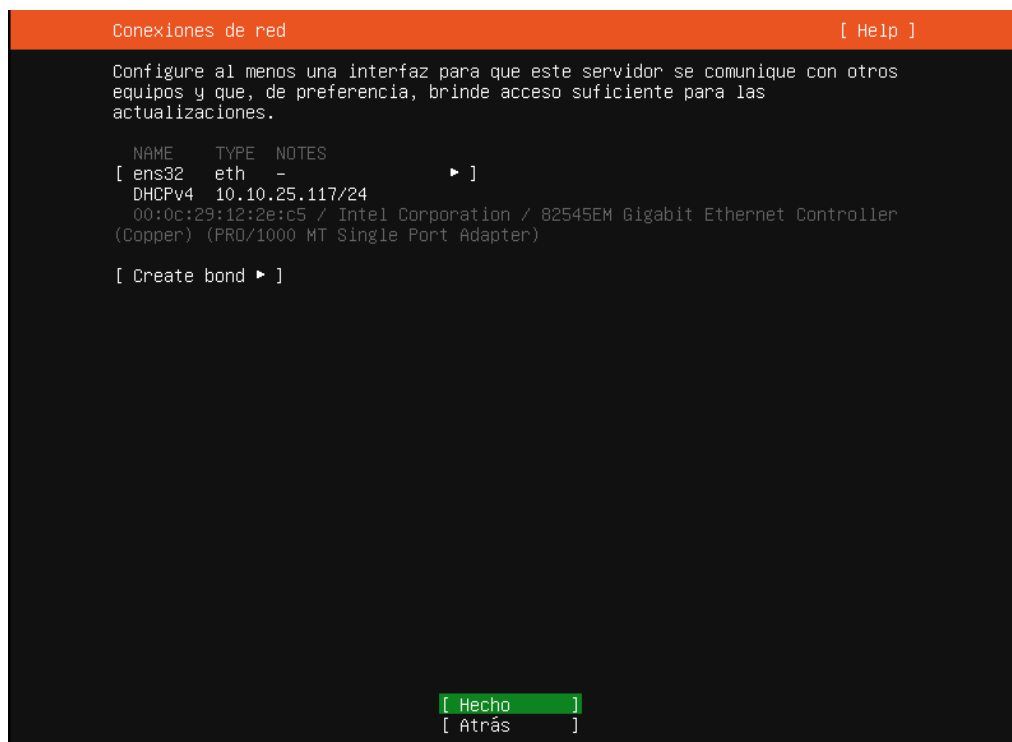 Conexiones de red [ Help ]
Configure al menos una interfaz para que este servidor se comunique con otros
equipos y que, de preferencia, brinde acceso suficiente para las
actualizaciones.
NAME TYPE NOTES
[ ens32 eth – ▸ ]
DHCPv4 10.10.25.117/24
00:0c:29:12:2e:c5 / Intel Corporation / 82545EM Gigabit Ethernet Controller
(Copper) (PRO/1000 MT Single Port Adapter)
[ Create bond ▸ ]
[ Hecho ]
[ Atrás ]